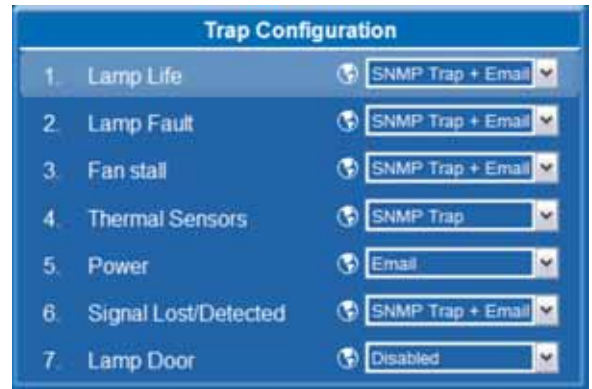 Trap Configuration
1. Lamp Life SNMP Trap + Email
2. Lamp Fault SNMP Trap + Email
3. Fan stall SNMP Trap + Email
4. Thermal Sensors SNMP Trap
5. Power Email
6. Signal Lost/Detected SNMP Trap + Email
7. Lamp Door Disabled